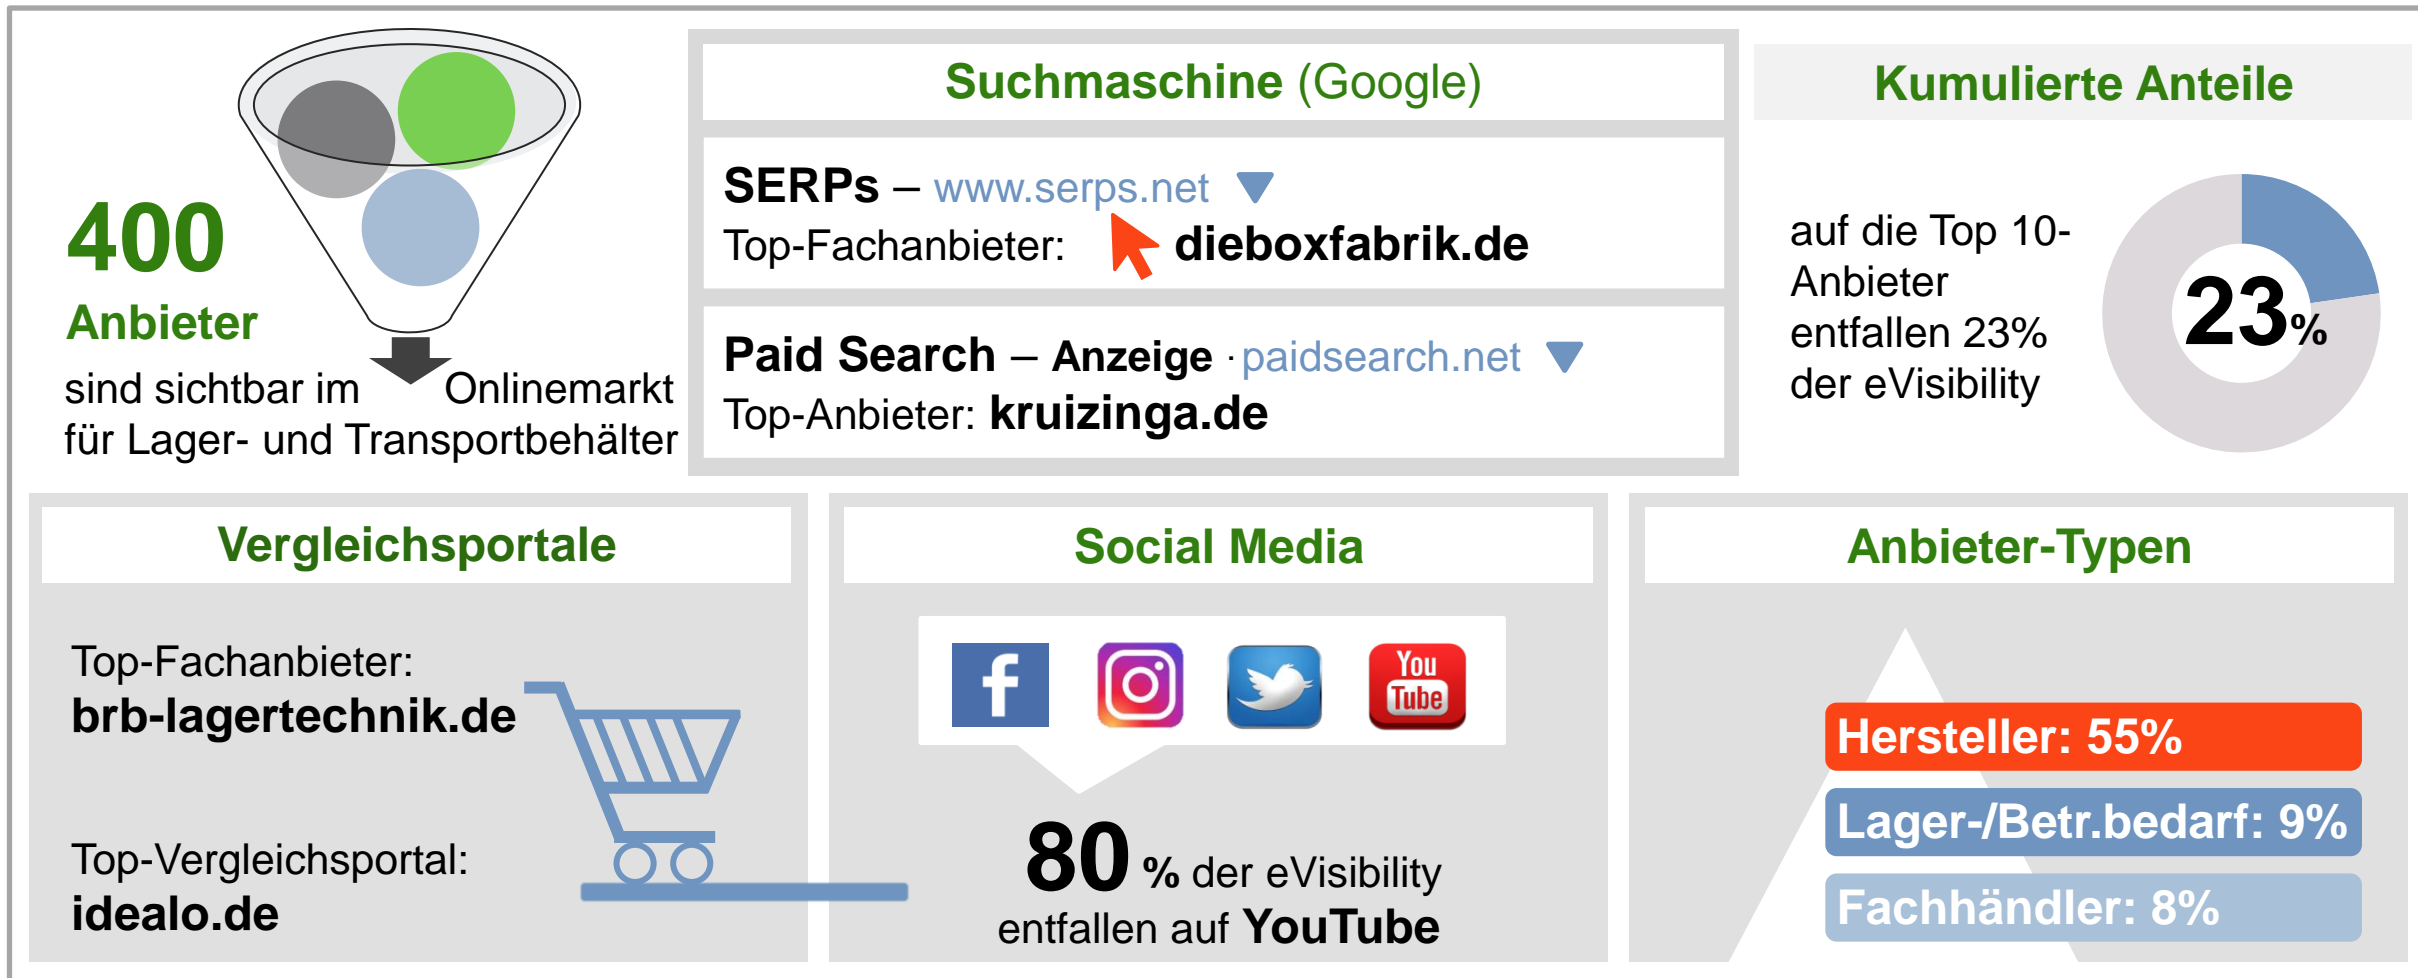 400
Anbieter
sind sichtbar im Onlinemarkt
für Lager- und Transportbehälter
Suchmaschine (Google)
SERPs – www.serps.net
Top-Fachanbieter: dieboxfabrik.de
Paid Search – Anzeige · paidsearch.net
Top-Anbieter: kruizinga.de
Kumulierte Anteile
auf die Top 10-
Anbieter
entfallen 23%
der eVisibility
23%
Vergleichsportale
Top-Fachanbieter:
brb-lagertechnik.de
Top-Vergleichsportal:
idealo.de
Social Media
f
You
Tube
80 % der eVisibility
entfallen auf YouTube
Anbieter-Typen
Hersteller: 55%
Lager-/Betr.bedarf: 9%
Fachhändler: 8%